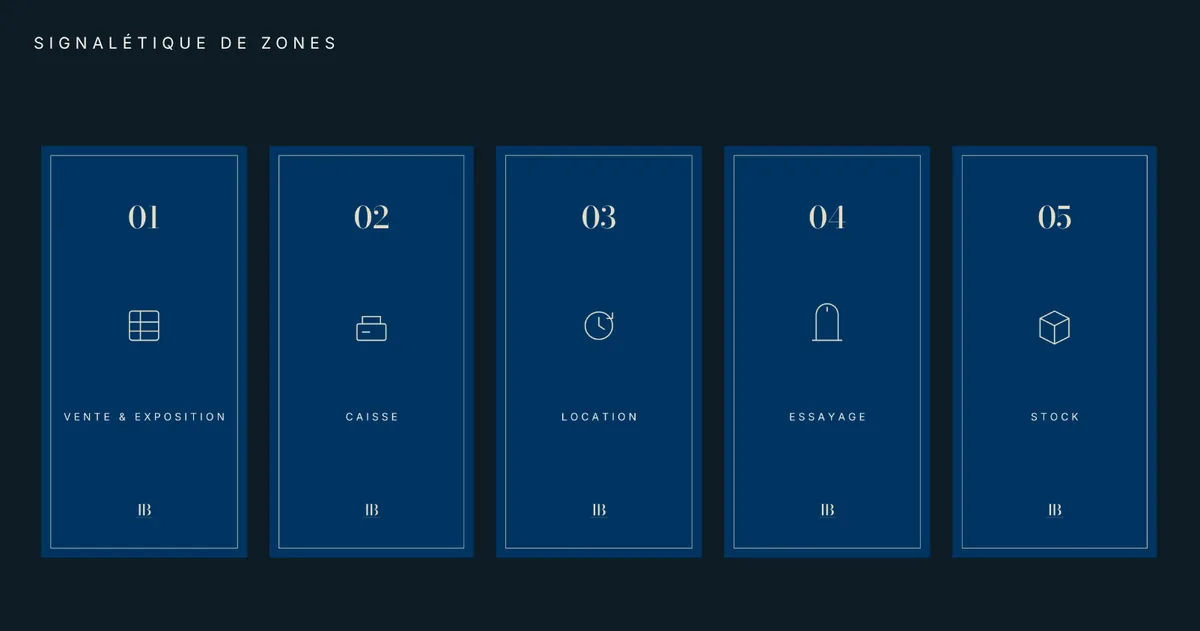 SIGNALÉTIQUE DE ZONES
01
VENTE & EXPOSITION
IB
02
CAISSE
IB
03
LOCATION
IB
04
ESSAYAGE
IB
05
STOCK
IB